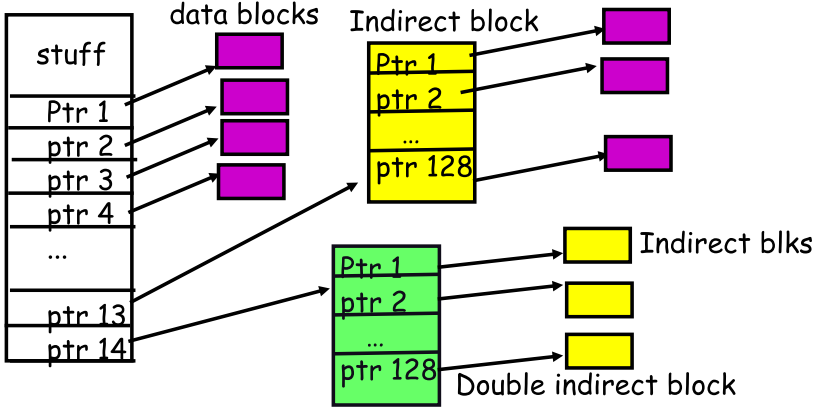 data blocks
stuff
Ptr 1
ptr 2
ptr 3
ptr 4
...
ptr 13
ptr 14
Indirect block
Ptr 1
ptr 2
...
ptr 128
Ptr 1
ptr 2
...
ptr 128
Indirect blks
Double indirect block